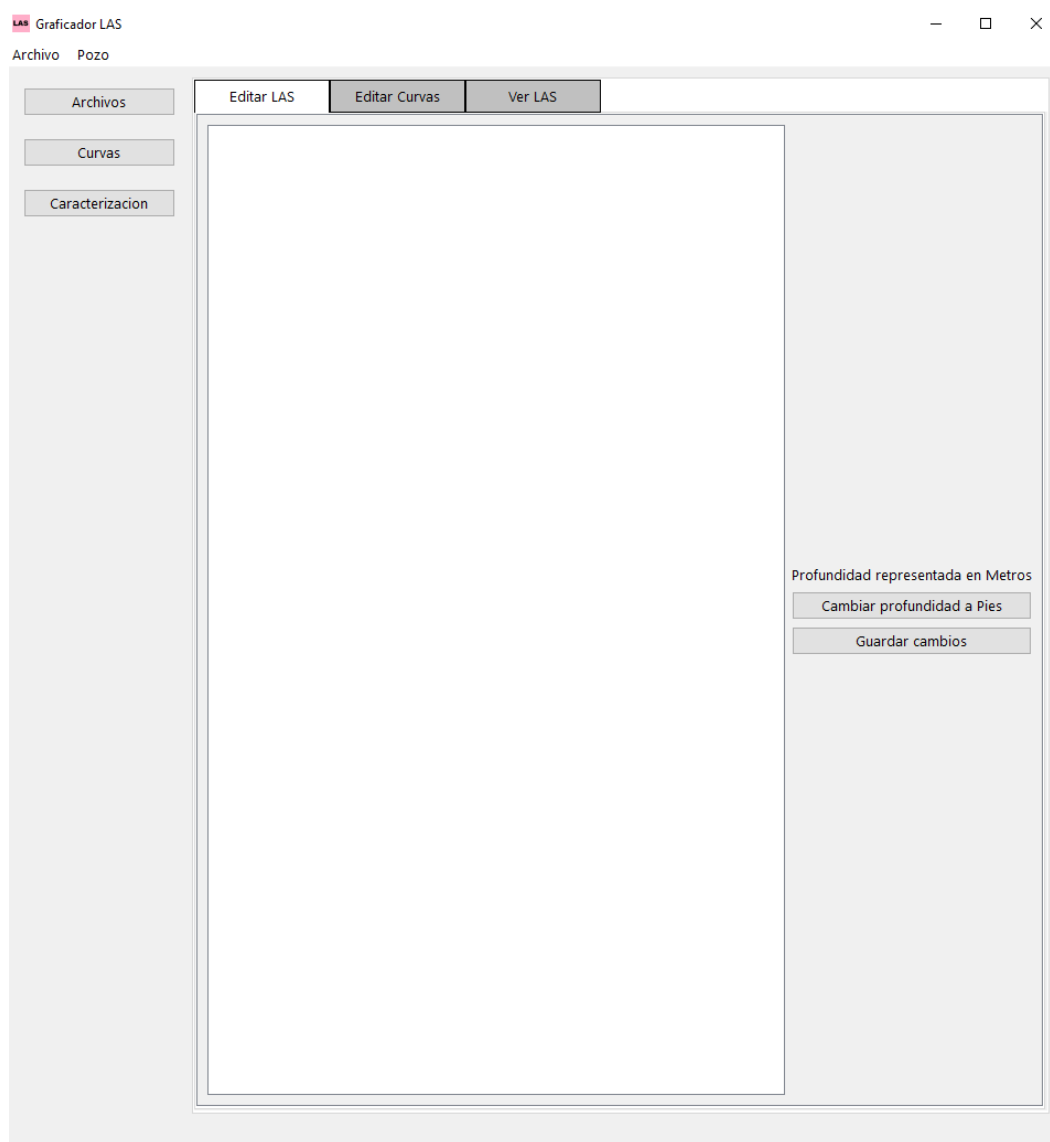 LAS Graficador LAS
Archivo Pozo
Archivos
Curvas
Caracterizacion
Editar LAS Editar Curvas Ver LAS
Profundidad representada en Metros
Cambiar profundidad a Pies
Guardar cambios